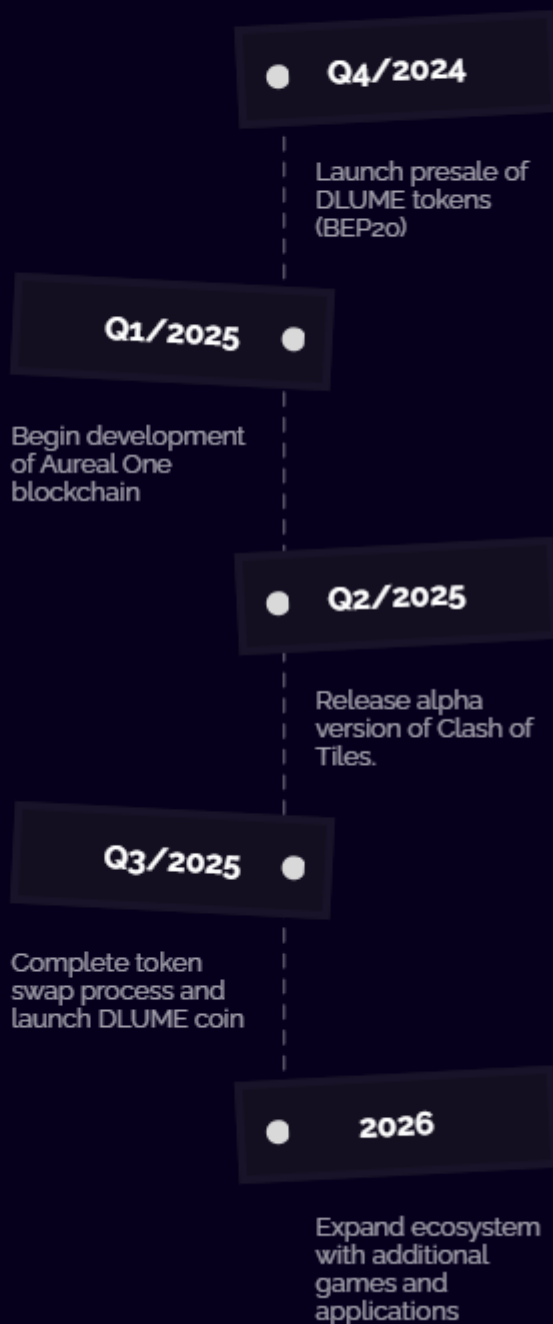 Q4/2024
Launch presale of
DLUME tokens
(BEP20)
Q1/2025
Begin development
of Aureal One
blockchain
Q2/2025
Release alpha
version of Clash of
Tiles.
Q3/2025
Complete token
swap process and
launch DLUME coin
2026
Expand ecosystem
with additional
games and
applications